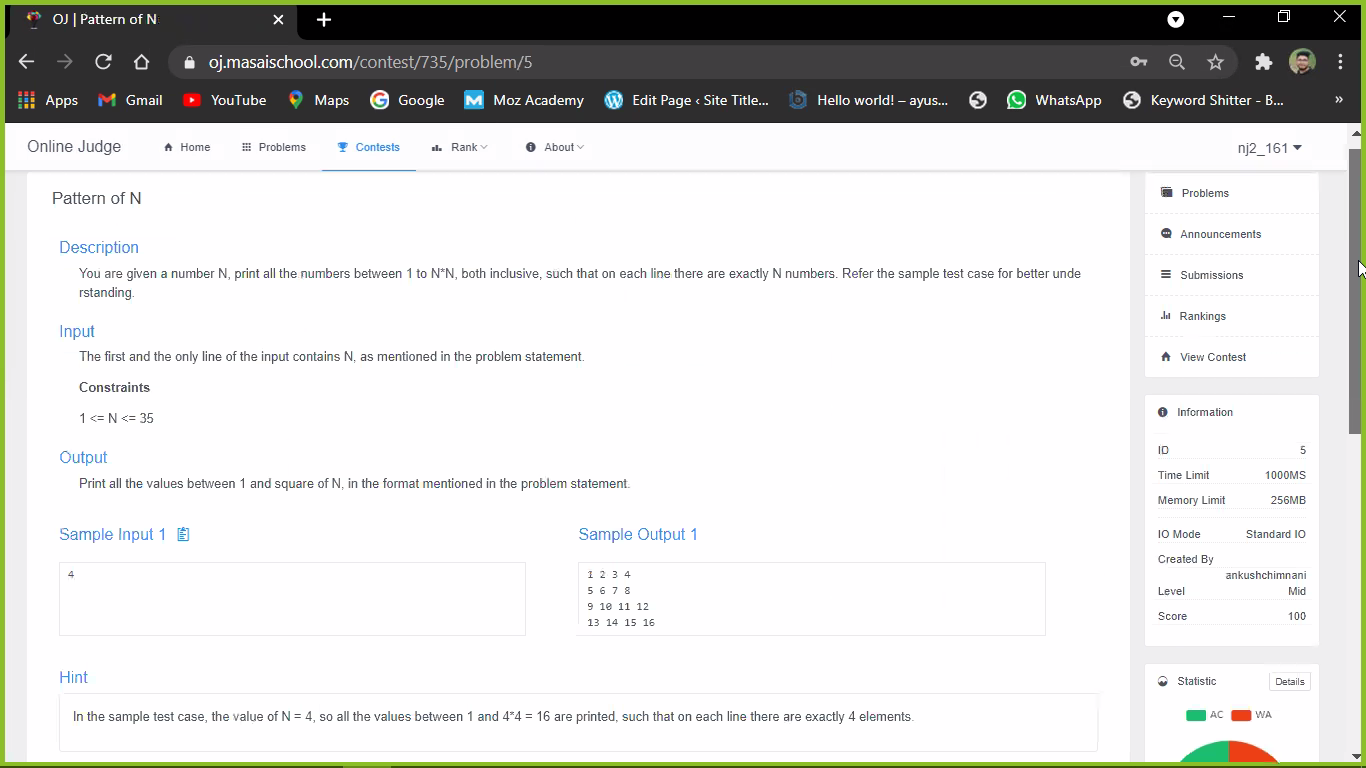 OJ | Pattern of N
oj.masaischool.com/contest/735/problem/5
Apps Gmail YouTube Maps Google Moz Academy Edit Page ‹ Site Title... Hello world! – ayus... WhatsApp Keyword Shitter - B... »
Online Judge Home Problems Contests Rank About nj2_161
Pattern of N
Description
You are given a number N, print all the numbers between 1 to N*N, both inclusive, such that on each line there are exactly N numbers. Refer the sample test case for better unde
rstanding.
Input
The first and the only line of the input contains N, as mentioned in the problem statement.
Constraints
1 <= N <= 35
Output
Print all the values between 1 and square of N, in the format mentioned in the problem statement.
Sample Input 1
4
Sample Output 1
1 2 3 4
5 6 7 8
9 10 11 12
13 14 15 16
Hint
In the sample test case, the value of N = 4, so all the values between 1 and 4*4 = 16 are printed, such that on each line there are exactly 4 elements.
Problems
Announcements
Submissions
Rankings
View Contest
Information
ID 5
Time Limit 1000MS
Memory Limit 256MB
IO Mode Standard IO
Created By
ankushchimnani
Level Mid
Score 100
Statistic Details
AC WA